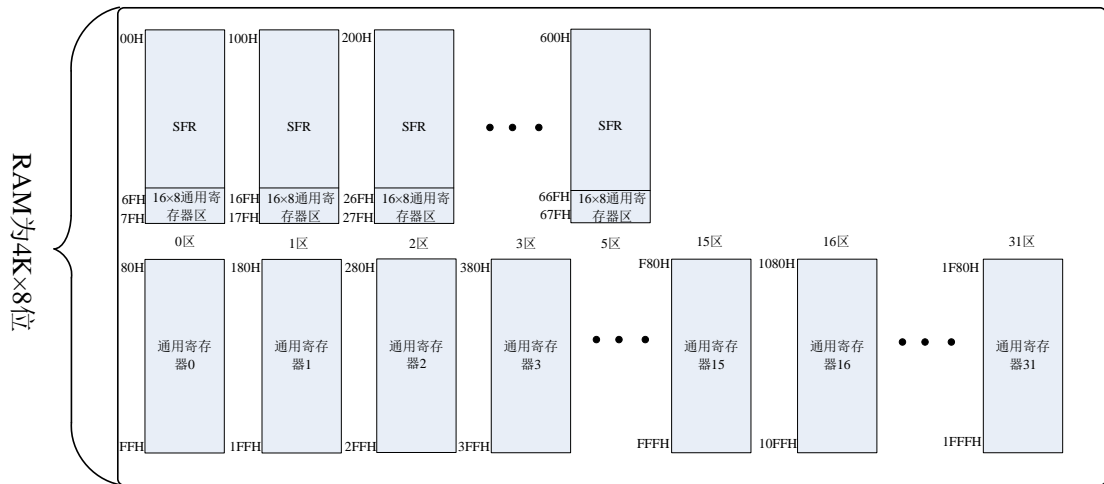 RAM为4K×8位
00H
SFR
6FH
7FH
16×8通用寄
存器区
100H
SFR
16FH
17FH
16×8通用寄
存器区
200H
SFR
26FH
27FH
16×8通用寄
存器区
600H
SFR
66FH
67FH
16×8通用寄
存器区
0区
1区
2区
3区
5区
15区
16区
31区
80H
通用寄存
器0
FFH
180H
通用寄存
器1
1FFH
280H
通用寄存
器2
2FFH
380H
通用寄存
器3
3FFH
F80H
通用寄存
器15
FFFH
1080H
通用寄存
器16
10FFH
1F80H
通用寄存
器31
1FFFH